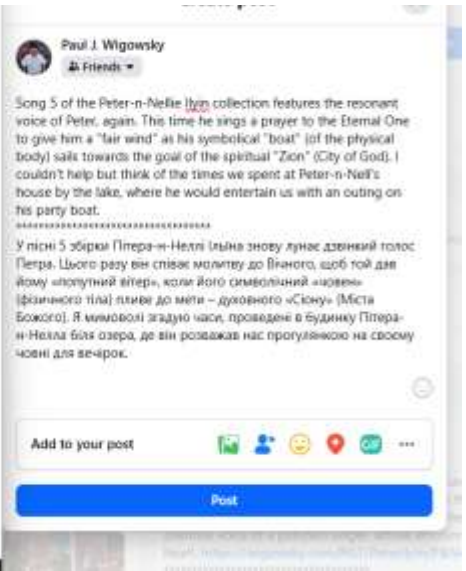 Create post
Paul J. Wigowsky
Friends
Song 5 of the Peter-n-Nellie Ilyin collection features the resonant
voice of Peter, again. This time he sings a prayer to the Eternal One
to give him a "fair wind" as his symbolical "boat" (of the physical
body) sails towards the goal of the spiritual "Zion" (City of God). I
couldn't help but think of the times we spent at Peter-n-Nell's
house by the lake, where he would entertain us with an outing on
his party boat.
*********************************
У пісні 5 збірки Пітера-н-Неллі Ільїна знову лунає дзвінкий голос
Петра. Цього разу він співає молитву до Вічного, щоб той дав
йому «попутний вітер», коли його символічний «човен»
(фізичного тіла) пливе до мети – духовного «Сіону» (Міста
Божого). Я мимоволі згадую часи, проведені в будинку Пітера-
н-Нелла біля озера, де він розважав нас прогулянкою на своєму
човні для вечірок.
Add to your post
GIF
Post